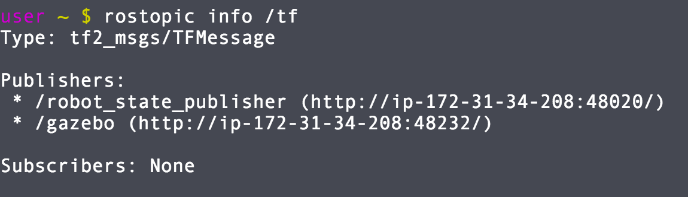 user ~ $ rostopic info /tf
Type: tf2_msgs/TFMessage
Publishers:
* /robot_state_publisher (http://ip-172-31-34-208:48020/)
* /gazebo (http://ip-172-31-34-208:48232/)
Subscribers: None